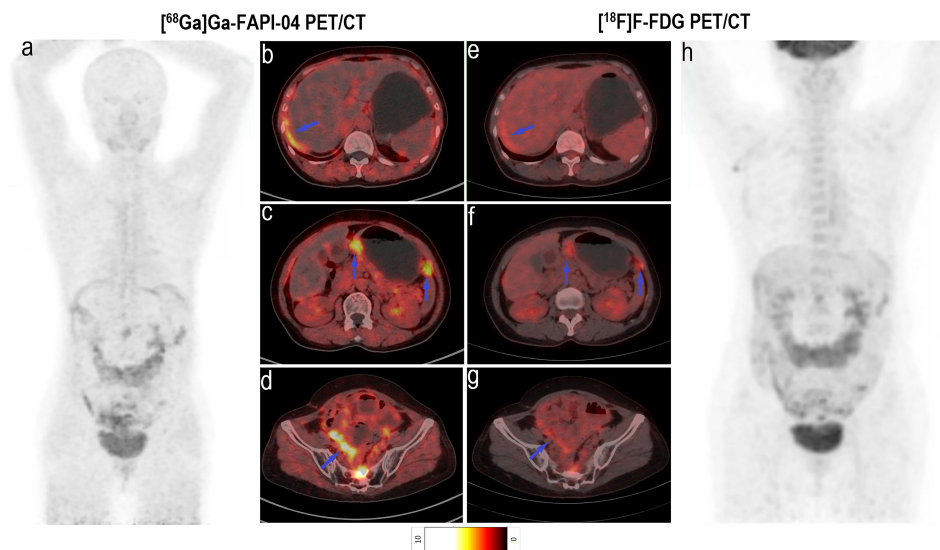 [⁶⁸Ga]Ga-FAPI-04 PET/CT
[¹⁸F]F-FDG PET/CT
a
b
e
h
c
f
d
g
10
0